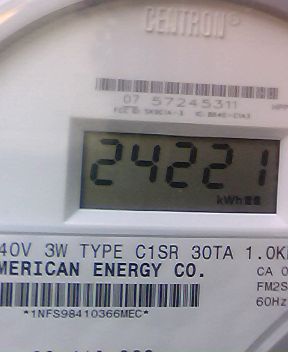 CENTRON®
07 57245311
24221
kWh
40V 3W TYPE C1SR 30TA 1.0K
MERICAN ENERGY CO.
CA 0
FM2S
60Hz
*1NFS98410366MEC*